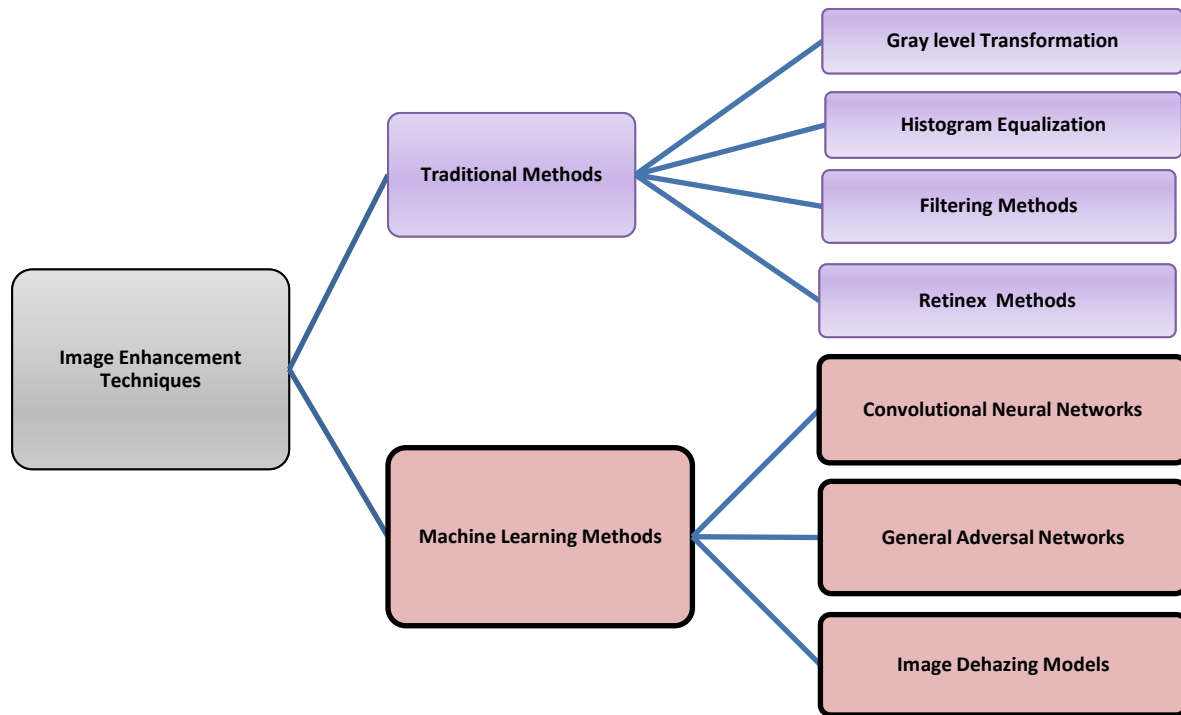 Image Enhancement
Techniques
Traditional Methods
Gray level Transformation
Histogram Equalization
Filtering Methods
Retinex  Methods
Machine Learning Methods
Convolutional Neural Networks
General Adversal Networks
Image Dehazing Models